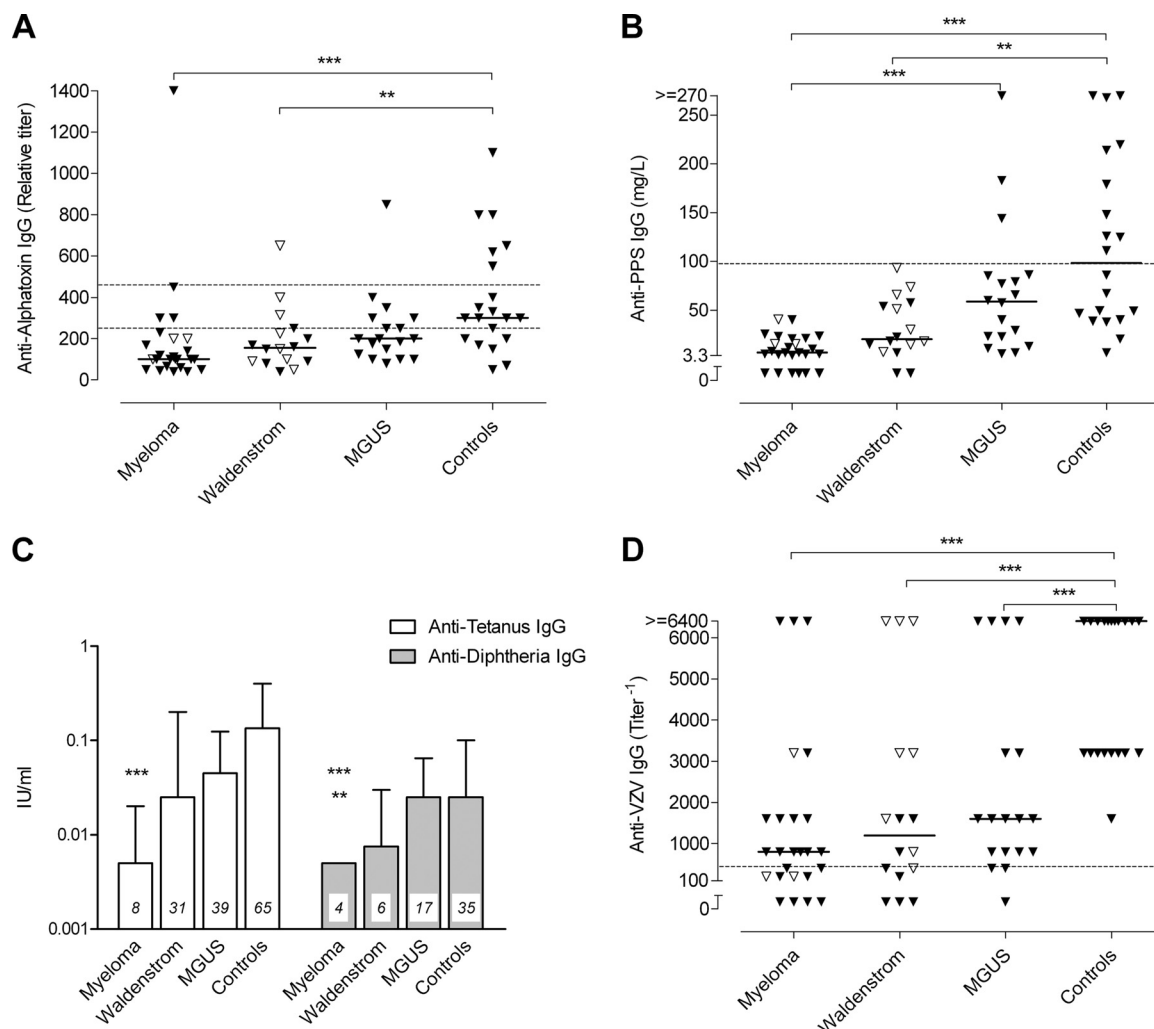 A
Anti-Alphatoxin IgG (Relative titer)
1400
1200
1000
800
600
400
200
0
***
**
Myeloma
Waldenstrom
MGUS
Controls
B
Anti-PPS IgG (mg/L)
>=270
250
200
150
100
50
3.3
0
***
**
***
Myeloma
Waldenstrom
MGUS
Controls
C
IU/ml
1
0.1
0.01
0.001
Anti-Tetanus IgG
Anti-Diphtheria IgG
***
***
**
8 31 39 65 4 6 17 35
Myeloma
Waldenstrom
MGUS
Controls
Myeloma
Waldenstrom
MGUS
Controls
D
Anti-VZV IgG (Titer⁻¹)
>=6400
6000
5000
4000
3000
2000
1000
100
0
***
***
***
Myeloma
Waldenstrom
MGUS
Controls